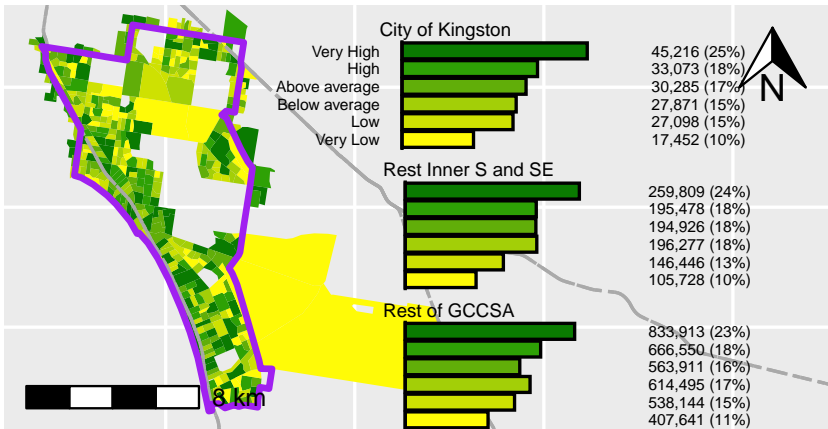 City of Kingston
Very High 45,216 (25%)
High 33,073 (18%)
Above average 30,285 (17%)
Below average 27,871 (15%)
Low 27,098 (15%)
Very Low 17,452 (10%)
N
Rest Inner S and SE
259,809 (24%)
195,478 (18%)
194,926 (18%)
196,277 (18%)
146,446 (13%)
105,728 (10%)
Rest of GCCSA
833,913 (23%)
666,550 (18%)
563,911 (16%)
614,495 (17%)
538,144 (15%)
407,641 (11%)
8 km